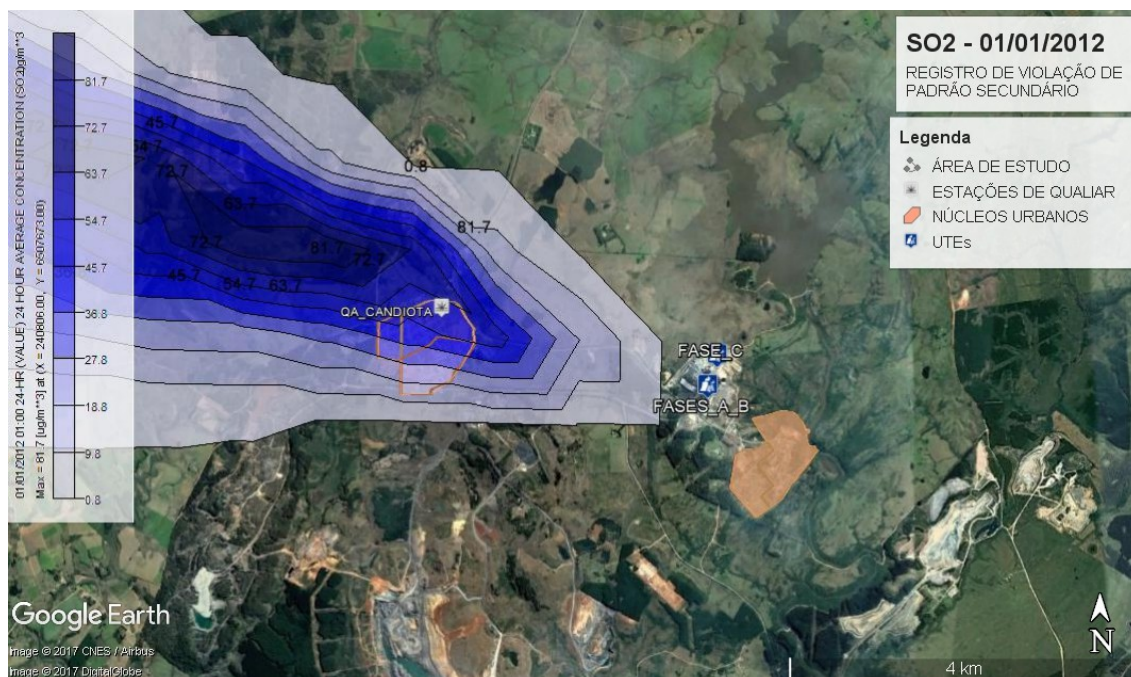 SO2 - 01/01/2012
REGISTRO DE VIOLAÇÃO DE
PADRÃO SECUNDÁRIO
Legenda
ÁREA DE ESTUDO
ESTAÇÕES DE QUALIAR
NÚCLEOS URBANOS
UTEs
01/01/2012 01:00 24-HR (VALUE) 24 HOUR AVERAGE CONCENTRATION (SO2)g/m**3
Max = 81.7 [ug/m**3] at (X = 240806.00, Y = 6507673.00)
81.7
72.7
63.7
54.7
45.7
36.8
27.8
18.8
9.8
0.8
45.7
54.7
72.7
63.7
0.8
81.7
72.7
81.7
72.7
45.7
54.7
63.7
QA_CANDIOTA
FASE_C
FASES_A_B
Google Earth
Image © 2017 CNES / Airbus
Image © 2017 DigitalGlobe
N
4 km